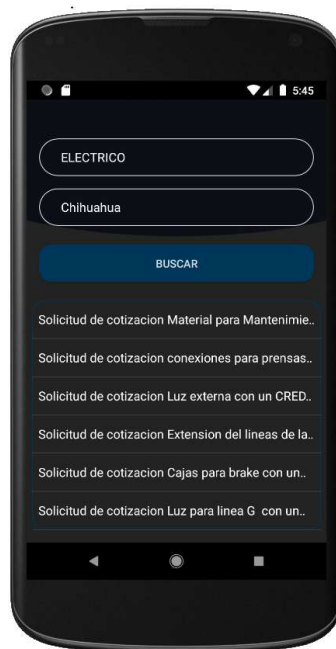 5:45
ELECTRICO
Chihuahua
BUSCAR
Solicitud de cotizacion Material para Mantenimie..
Solicitud de cotizacion conexiones para prensas..
Solicitud de cotizacion Luz externa con un CRED..
Solicitud de cotizacion Extension del lineas de la..
Solicitud de cotizacion Cajas para brake con un..
Solicitud de cotizacion Luz para linea G con un..